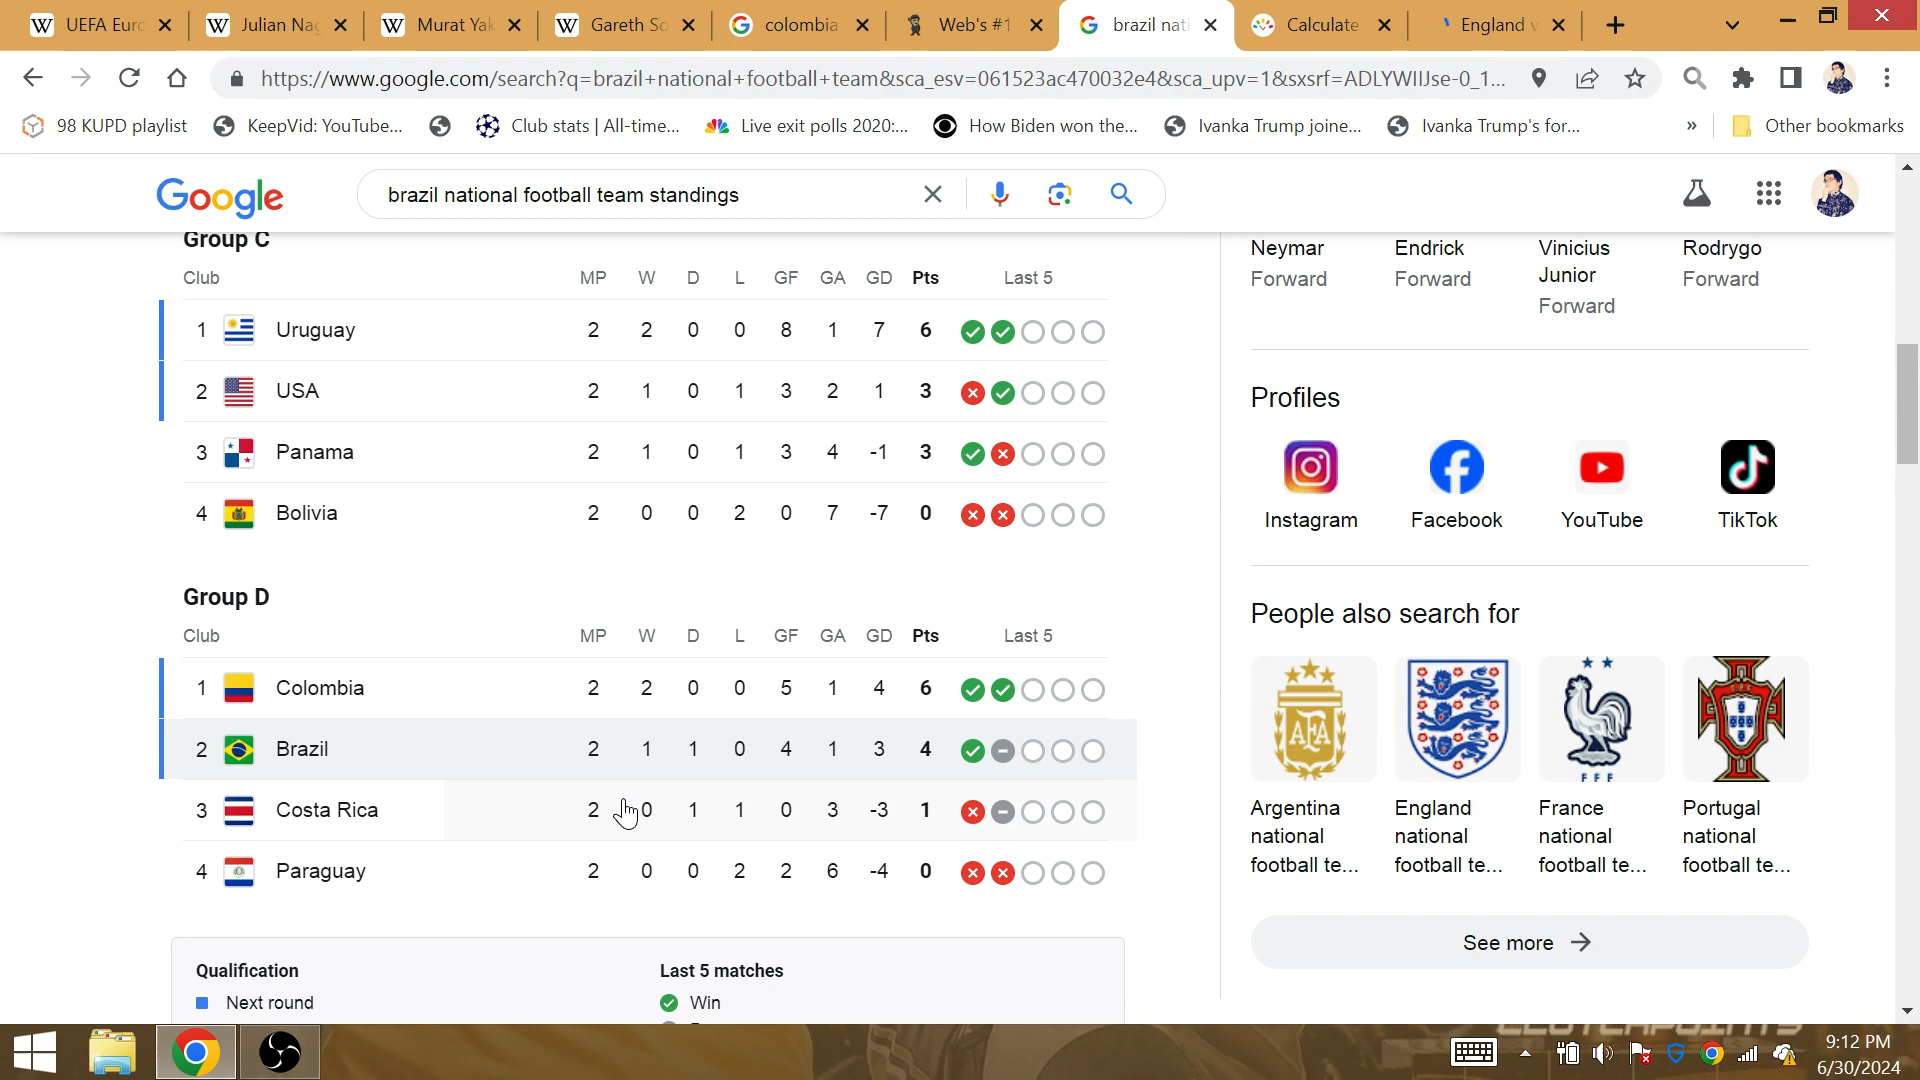 UEFA Euro
Julian Nag
Murat Yak
Gareth So
colombia
Web's #1
brazil nati
Calculate
England v
https://www.google.com/search?q=brazil+national+football+team&sca_esv=061523ac470032e4&sca_upv=1&sxsrf=ADLYWIIJse-0_1...
98 KUPD playlist
KeepVid: YouTube...
Club stats | All-time...
Live exit polls 2020:...
How Biden won the...
Ivanka Trump joine...
Ivanka Trump's for...
»
Other bookmarks
Google
brazil national football team standings
Group C
Club MP W D L GF GA GD Pts Last 5
1 Uruguay 2 2 0 0 8 1 7 6
2 USA 2 1 0 1 3 2 1 3
3 Panama 2 1 0 1 3 4 -1 3
4 Bolivia 2 0 0 2 0 7 -7 0
Group D
Club MP W D L GF GA GD Pts Last 5
1 Colombia 2 2 0 0 5 1 4 6
2 Brazil 2 1 1 0 4 1 3 4
3 Costa Rica 2 0 1 1 0 3 -3 1
4 Paraguay 2 0 0 2 2 6 -4 0
Qualification
Next round
Last 5 matches
Win
Neymar
Forward
Endrick
Forward
Vinicius
Junior
Forward
Rodrygo
Forward
Profiles
Instagram
Facebook
YouTube
TikTok
People also search for
AFA
FFF
Argentina
national
football te...
England
national
football te...
France
national
football te...
Portugal
national
football te...
See more
9:12 PM
6/30/2024